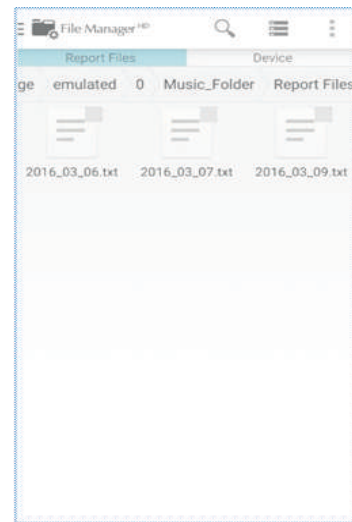 File Manager HD
Report Files Device
ge emulated 0 Music_Folder Report Files
2016_03_06.txt 2016_03_07.txt 2016_03_09.txt